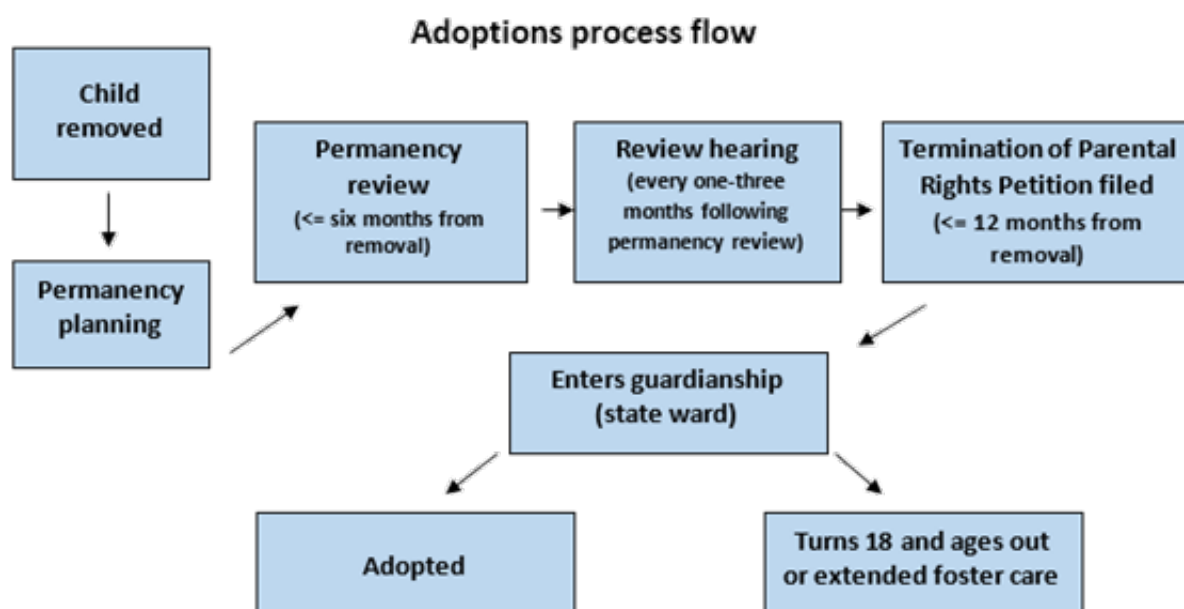 Adoptions process flow
Child
removed
Permanency
planning
Permanency
review
(<= six months from
removal)
Review hearing
(every one-three
months following
permanency review)
Termination of Parental
Rights Petition filed
(<= 12 months from
removal)
Enters guardianship
(state ward)
Adopted
Turns 18 and ages out
or extended foster care